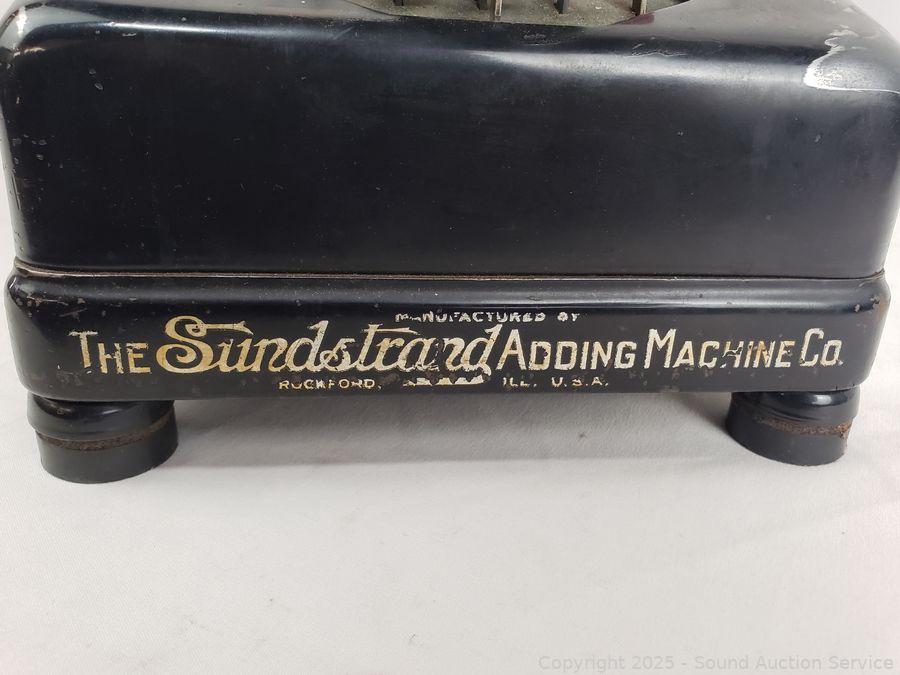 MANUFACTURED BY
THE Sundstrand ADDING MACHINE CO.
ROCKFORD, ILL. U.S.A.
Copyright © 2025 - Sound Auction Service